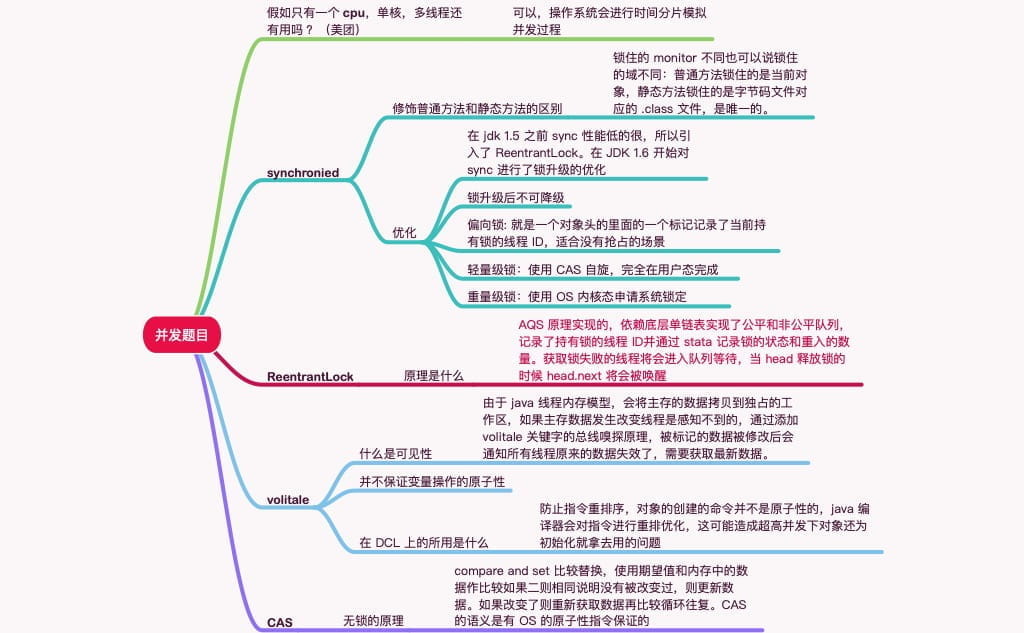 假如只有一个 cpu，单核，多线程还
有用吗？（美团）
可以，操作系统会进行时间分片模拟
并发过程
锁住的 monitor 不同也可以说锁住
的域不同：普通方法锁住的是当前对
象，静态方法锁住的是字节码文件对
应的 .class 文件，是唯一的。
修饰普通方法和静态方法的区别
在 jdk 1.5 之前 sync 性能低的很，所以引
入了 ReentrantLock。在 JDK 1.6 开始对
sync 进行了锁升级的优化
synchronied
锁升级后不可降级
优化
偏向锁: 就是一个对象头的里面的一个标记记录了当前持
有锁的线程 ID，适合没有抢占的场景
轻量级锁：使用 CAS 自旋，完全在用户态完成
重量级锁：使用 OS 内核态申请系统锁定
并发题目
AQS 原理实现的，依赖底层单链表实现了公平和非公平队列，
记录了持有锁的线程 ID并通过 stata 记录锁的状态和重入的数
量。获取锁失败的线程将会进入队列等待，当 head 释放锁的
时候 head.next 将会被唤醒
ReentrantLock
原理是什么
由于 java 线程内存模型，会将主存的数据拷贝到独占的工
作区，如果主存数据发生改变线程是感知不到的，通过添加
volitale 关键字的总线嗅探原理，被标记的数据被修改后会
通知所有线程原来的数据失效了，需要获取最新数据。
什么是可见性
并不保证变量操作的原子性
volitale
防止指令重排序，对象的创建的命令并不是原子性的，java 编
译器会对指令进行重排优化，这可能造成超高并发下对象还为
初始化就拿去用的问题
在 DCL 上的所用是什么
compare and set 比较替换，使用期望值和内存中的数
据作比较如果二则相同说明没有被改变过，则更新数
据。如果改变了则重新获取数据再比较循环往复。CAS
的语义是有 OS 的原子性指令保证的
CAS
无锁的原理